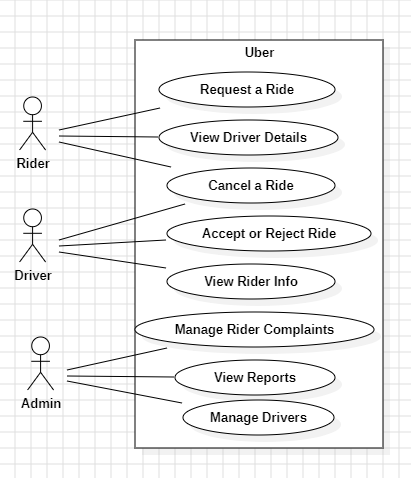 Uber
Request a Ride
View Driver Details
Rider
Cancel a Ride
Accept or Reject Ride
Driver
View Rider Info
Manage Rider Complaints
View Reports
Admin
Manage Drivers